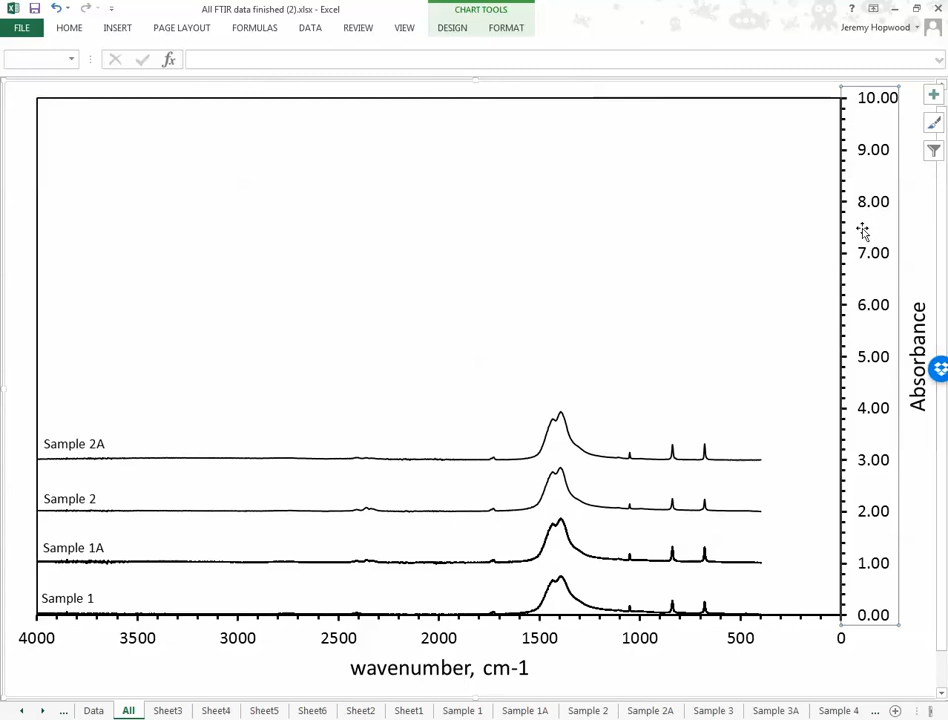 All FTIR data finished (2).xlsx - Excel
CHART TOOLS
?
FILE HOME INSERT PAGE LAYOUT FORMULAS DATA REVIEW VIEW DESIGN FORMAT
Jeremy Hopwood
fx
10.00
9.00
8.00
7.00
6.00
5.00
4.00
3.00
2.00
1.00
0.00
Absorbance
Sample 2A
Sample 2
Sample 1A
Sample 1
4000 3500 3000 2500 2000 1500 1000 500 0
wavenumber, cm-1
... Data All Sheet3 Sheet4 Sheet5 Sheet6 Sheet2 Sheet1 Sample 1 Sample 1A Sample 2 Sample 2A Sample 3 Sample 3A Sample 4 ...